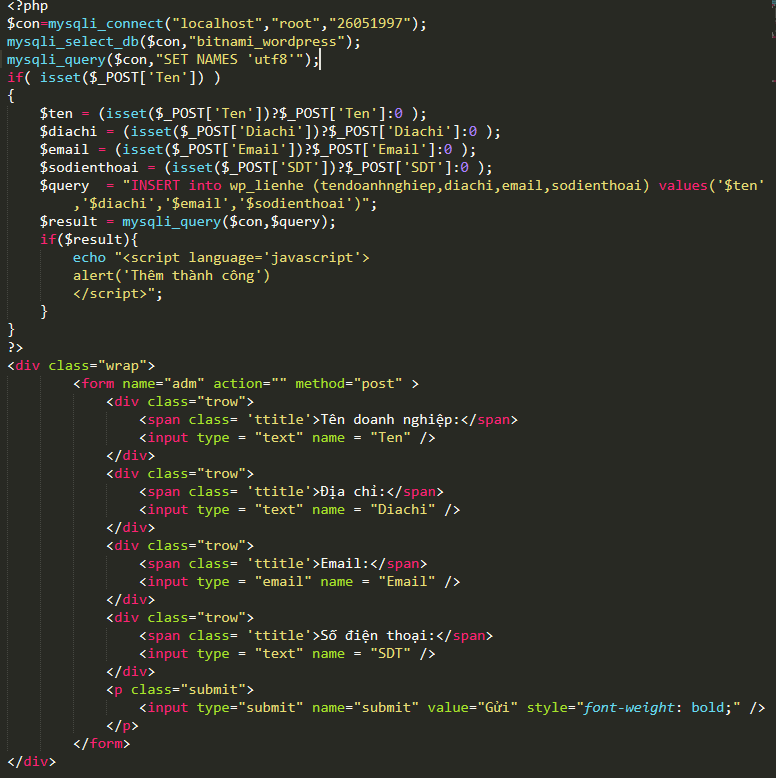 <?php
$con=mysqli_connect("localhost","root","26051997");
mysqli_select_db($con,"bitnami_wordpress");
mysqli_query($con,"SET NAMES 'utf8'");
if( isset($_POST['Ten']) )
{
    $ten = (isset($_POST['Ten'])?$_POST['Ten']:0 );
    $diachi = (isset($_POST['Diachi'])?$_POST['Diachi']:0 );
    $email = (isset($_POST['Email'])?$_POST['Email']:0 );
    $sodienthoai = (isset($_POST['SDT'])?$_POST['SDT']:0 );
    $query  = "INSERT into wp_lienhe (tendoanhnghiep,diachi,email,sodienthoai) values('$ten'
        ,'$diachi','$email','$sodienthoai')";
    $result = mysqli_query($con,$query);
    if($result){
        echo "<script language='javascript'>
        alert('Thêm thành công')
        </script>";
    }
}
?>
<div class="wrap">
        <form name="adm" action="" method="post" >
            <div class="trow">
                <span class= 'ttitle'>Tên doanh nghiệp:</span>
                <input type = "text" name = "Ten" />
            </div>
            <div class="trow">
                <span class= 'ttitle'>Địa chỉ:</span>
                <input type = "text" name = "Diachi" />
            </div>
            <div class="trow">
                <span class= 'ttitle'>Email:</span>
                <input type = "email" name = "Email" />
            </div>
            <div class="trow">
                <span class= 'ttitle'>Số điện thoại:</span>
                <input type = "text" name = "SDT" />
            </div>
            <p class="submit">
                <input type="submit" name="submit" value="Gửi" style="font-weight: bold;" />
            </p>
        </form>
</div>